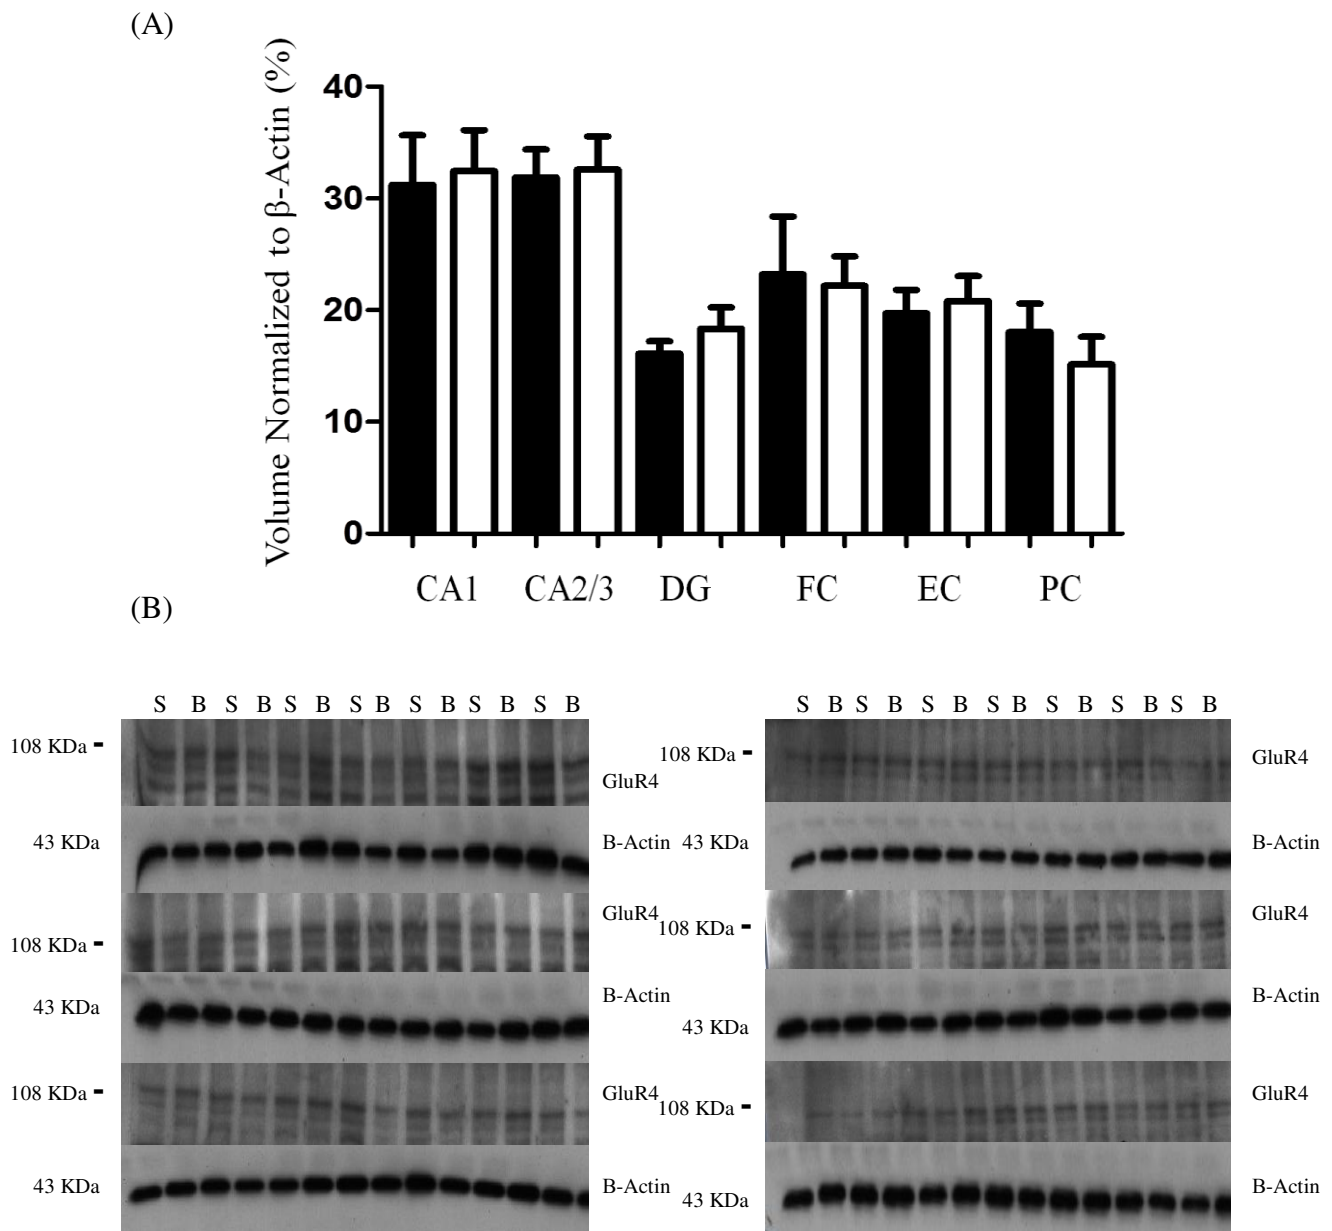 (A)
Volume Normalized to β-Actin (%)
40
30
20
10
0
CA1 CA2/3 DG FC EC PC
(B)
S B S B S B S B S B S B S B
108 KDa -
GluR4
43 KDa
B-Actin
GluR4
108 KDa -
B-Actin
43 KDa
108 KDa -
GluR4
43 KDa
B-Actin
S B S B S B S B S B S B S B
108 KDa -
GluR4
43 KDa
B-Actin
GluR4
108 KDa -
B-Actin
43 KDa
GluR4
108 KDa -
B-Actin
43 KDa